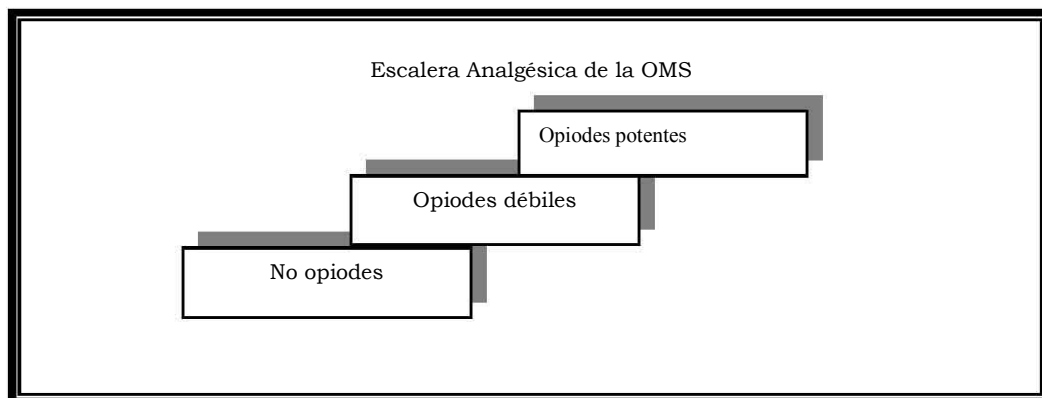 Escalera Analgésica de la OMS
Opiodes potentes
Opiodes débiles
No opiodes